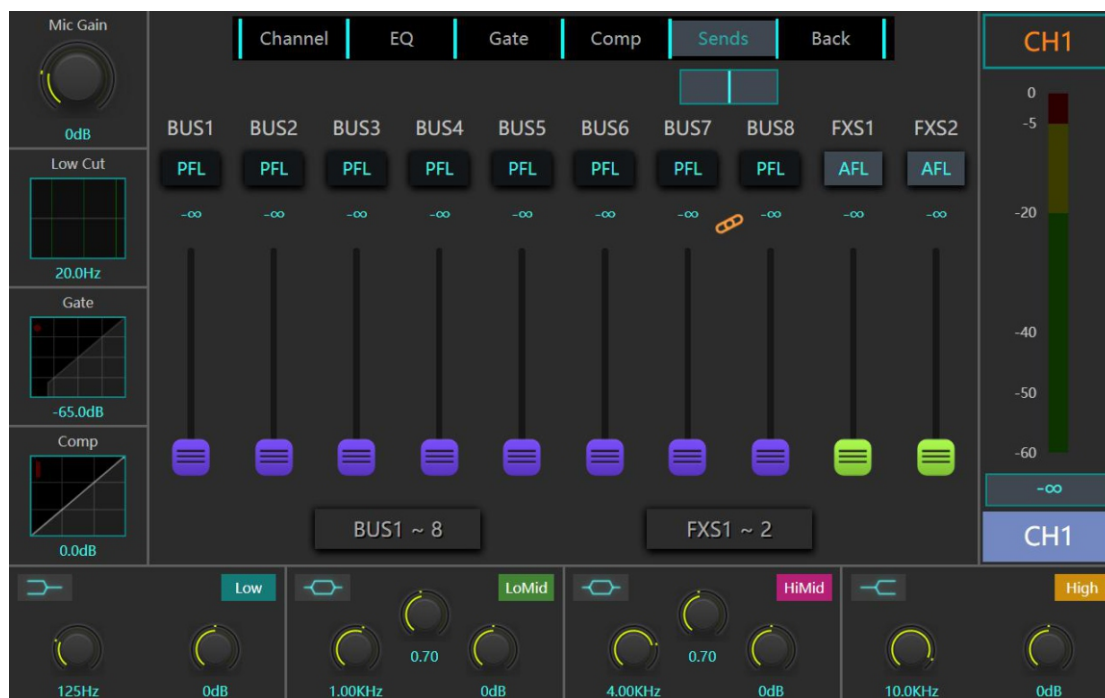 Mic Gain
0dB
Low Cut
20.0Hz
Gate
-65.0dB
Comp
0.0dB
Channel EQ Gate Comp Sends Back
BUS1 BUS2 BUS3 BUS4 BUS5 BUS6 BUS7 BUS8 FXS1 FXS2
PFL PFL PFL PFL PFL PFL PFL PFL AFL AFL
-∞ -∞ -∞ -∞ -∞ -∞ -∞ -∞ -∞ -∞
BUS1 ~ 8 FXS1 ~ 2
CH1
0
-5
-20
-40
-50
-60
-∞
CH1
Low
125Hz 0dB
LoMid
0.70
1.00KHz 0dB
HiMid
0.70
4.00KHz 0dB
High
10.0KHz 0dB